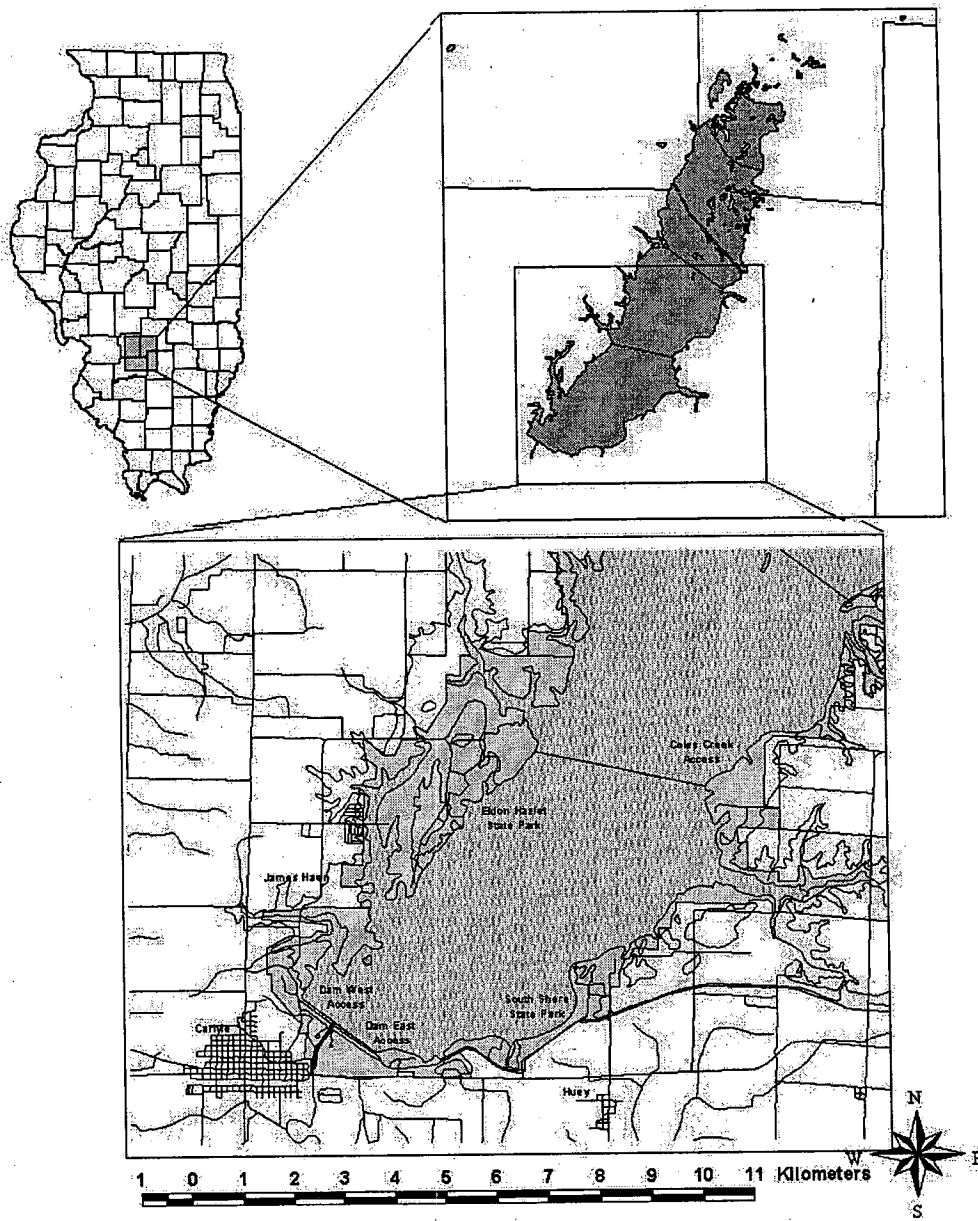 Coles Creek
Access
Eldon Hazlet
State Park
James Hawn
Dam West
Access
South Shore
State Park
Dam East
Access
Carlyle
Huey
N
W E
S
1 0 1 2 3 4 5 6 7 8 9 10 11 Kilometers